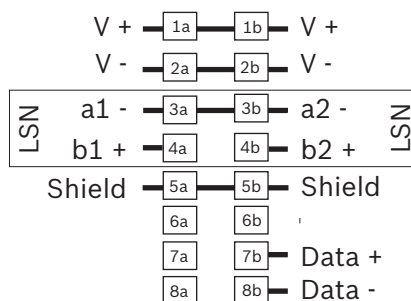 V + 1a 1b V +
V - 2a 2b V -
LSN a1 - 3a 3b a2 - LSN
b1 + 4a 4b b2 +
Shield 5a 5b Shield
6a 6b
7a 7b Data +
8a 8b Data -